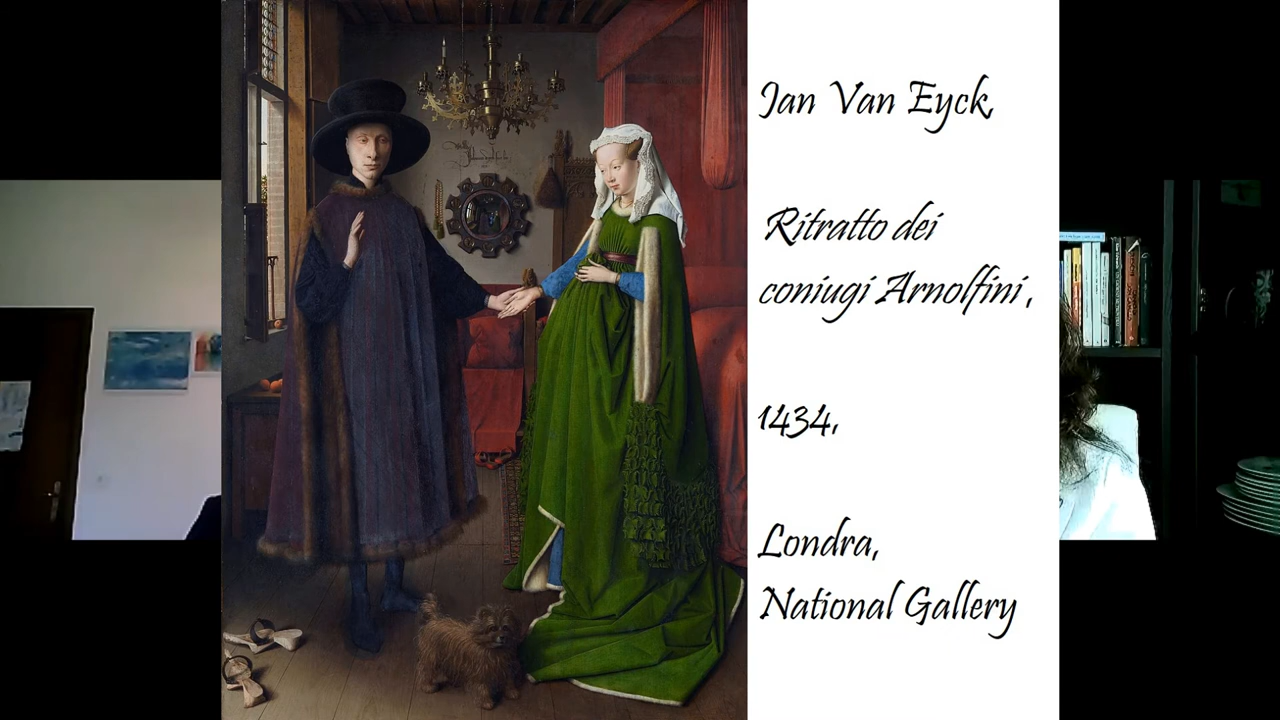 Jan Van Eyck,
Ritratto dei
coniugi Arnolfini,
1434,
Londra,
National Gallery